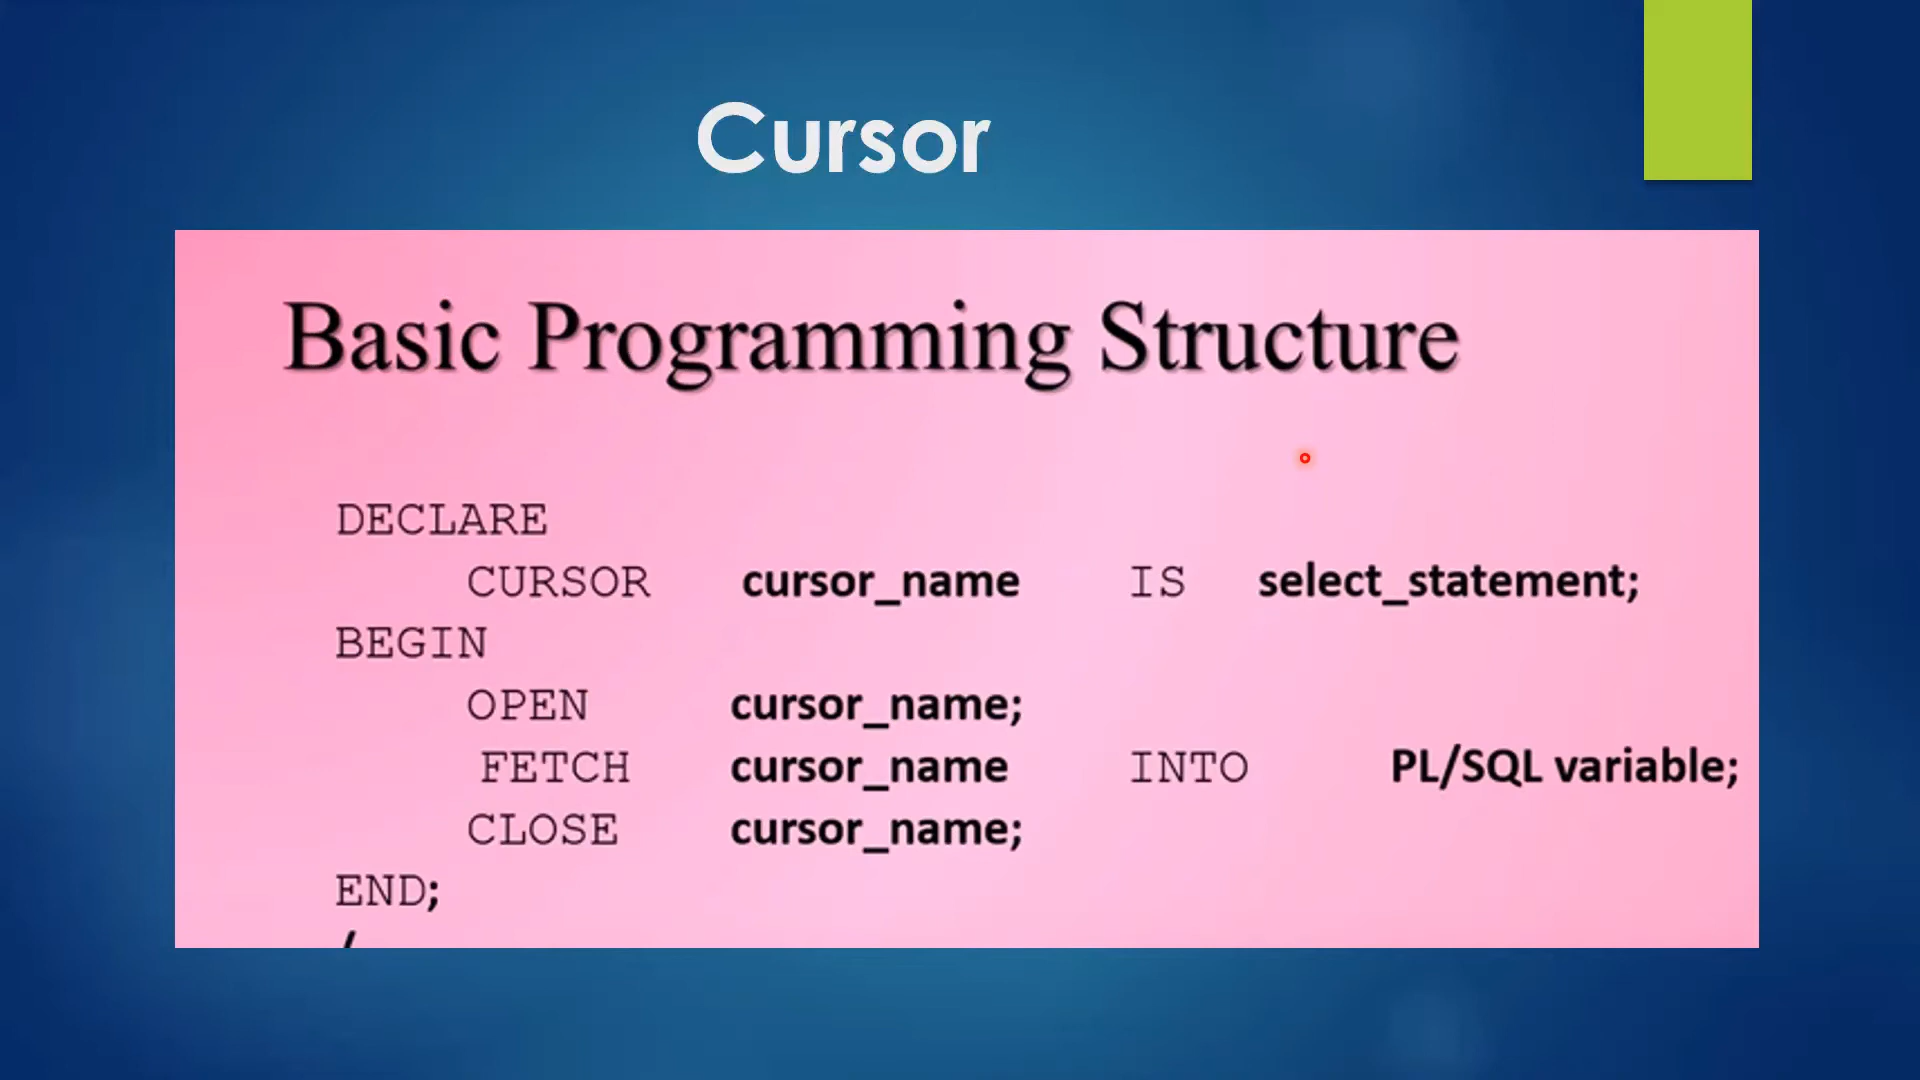 Cursor
Basic Programming Structure
DECLARE
CURSOR cursor_name IS select_statement;
BEGIN
OPEN cursor_name;
FETCH cursor_name INTO PL/SQL variable;
CLOSE cursor_name;
END;
/